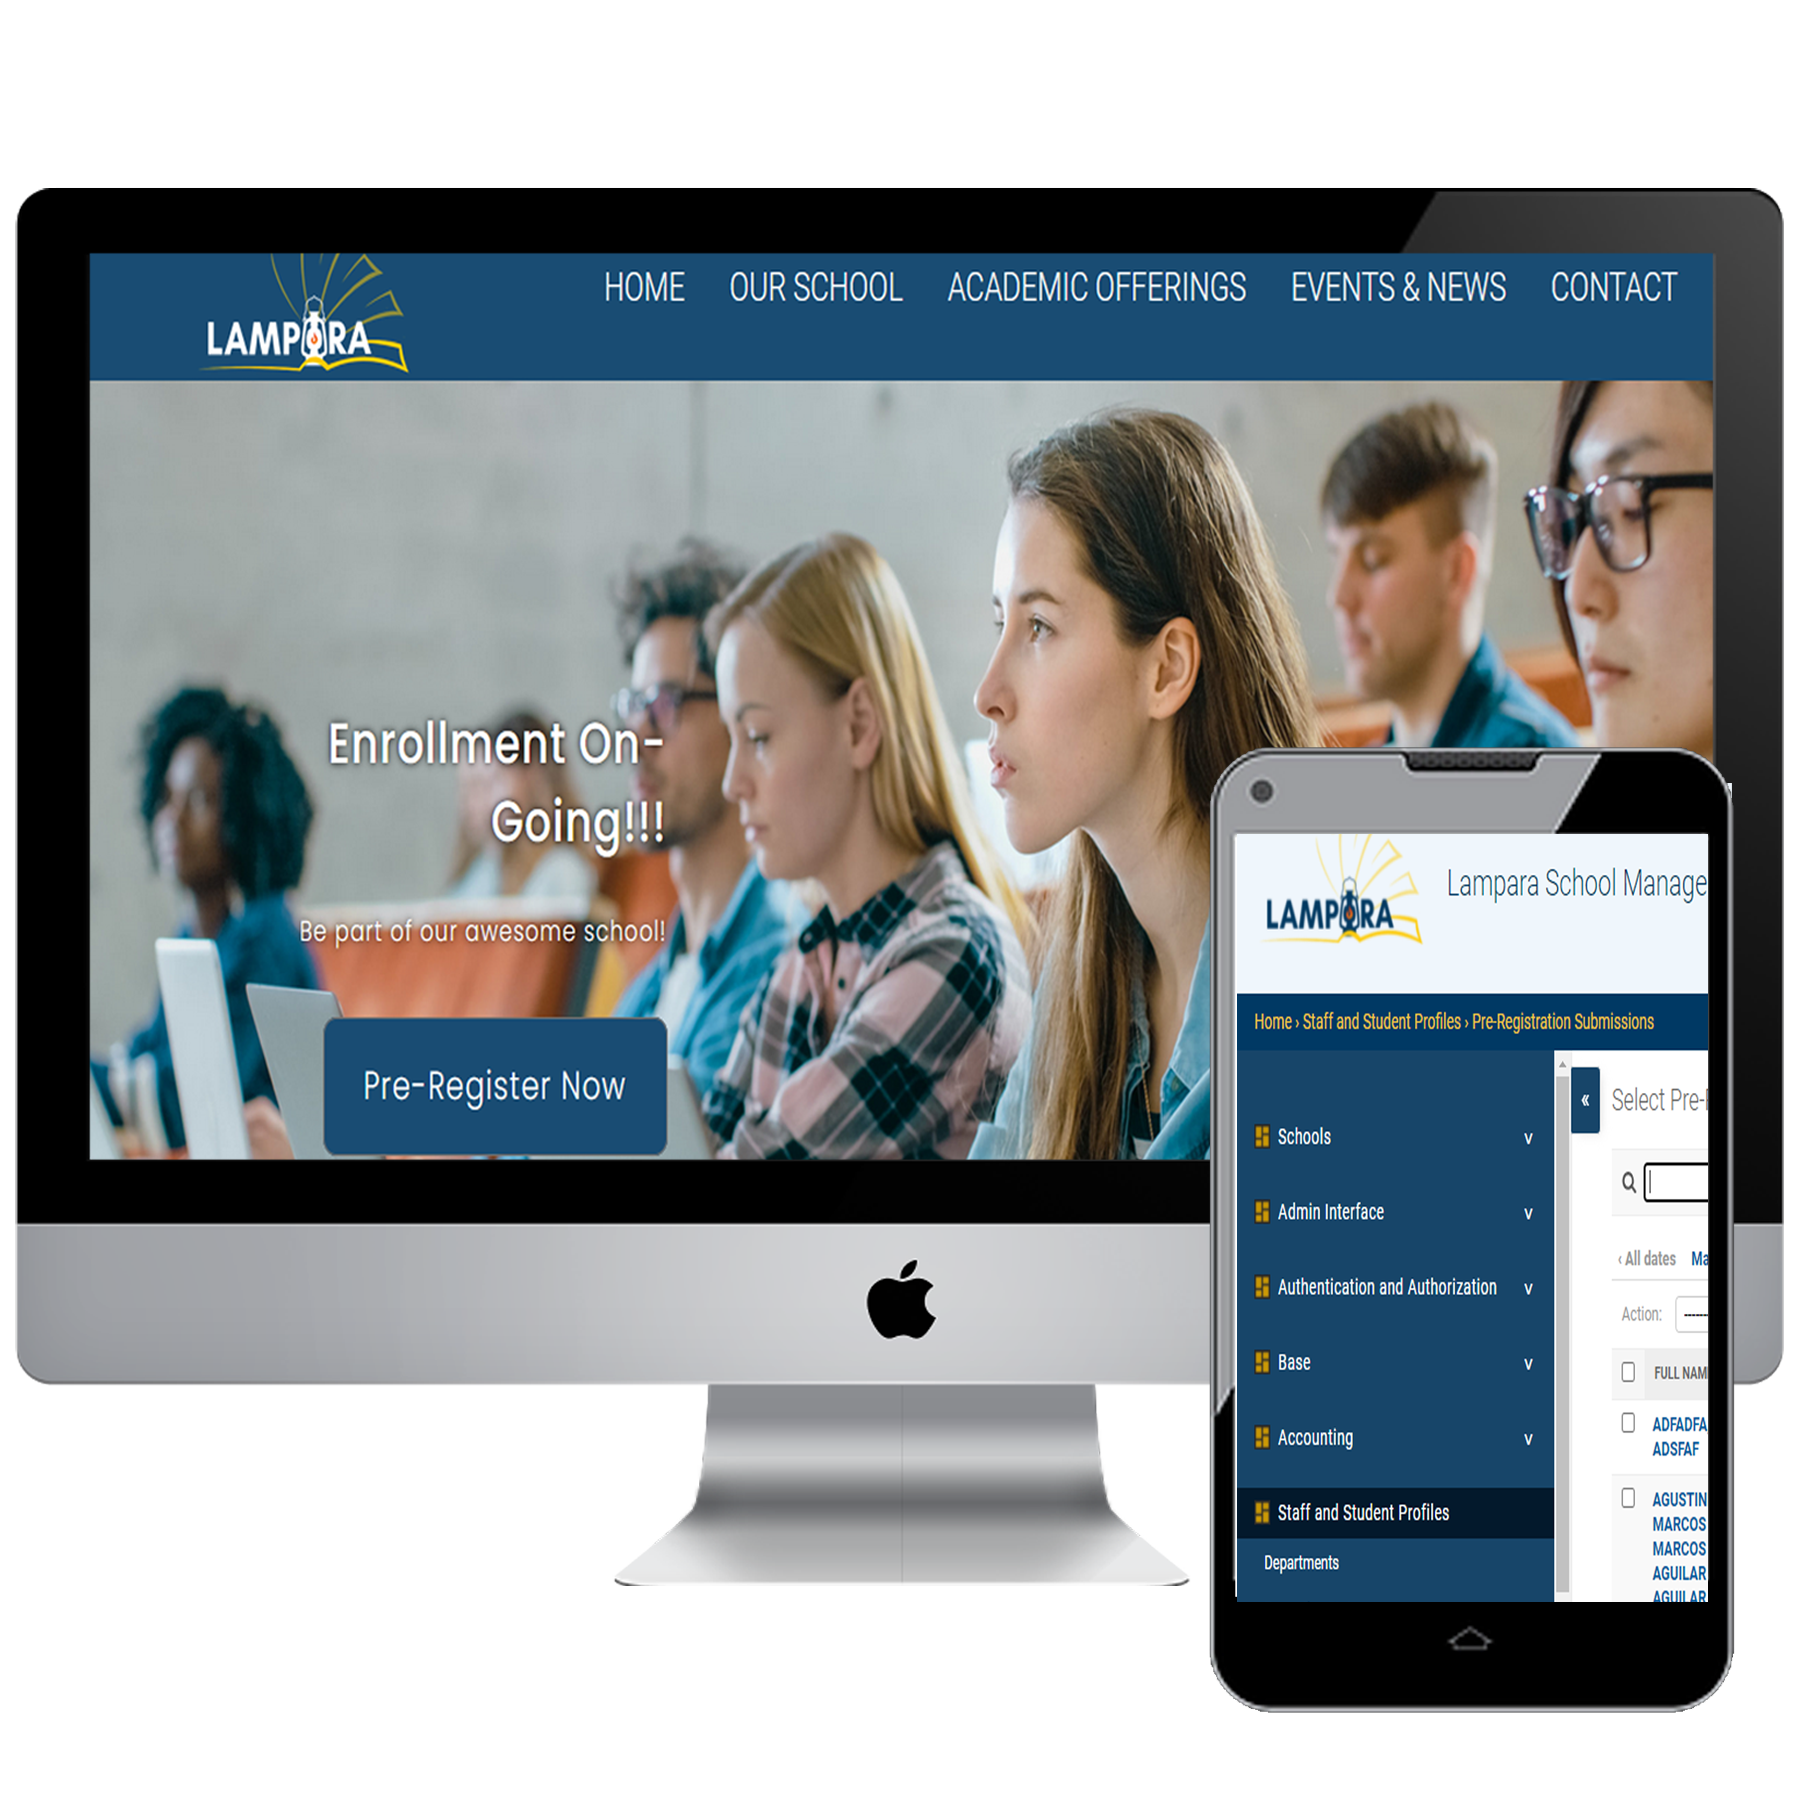 HOME OUR SCHOOL ACADEMIC OFFERINGS EVENTS & NEWS CONTACT
LAMPARA
Enrollment On-
Going!!!
Be part of our awesome school!
Pre-Register Now
Lampara School Manage
LAMPARA
Home › Staff and Student Profiles › Pre-Registration Submissions
«
Select Pre-
Schools v
Admin Interface v
Authentication and Authorization v
Base v
Accounting v
Staff and Student Profiles
Departments
‹ All dates Ma
Action: ------
FULL NAM
ADFADFA
ADSFAF
AGUSTIN
MARCOS
MARCOS
AGUILAR
AGUILAR